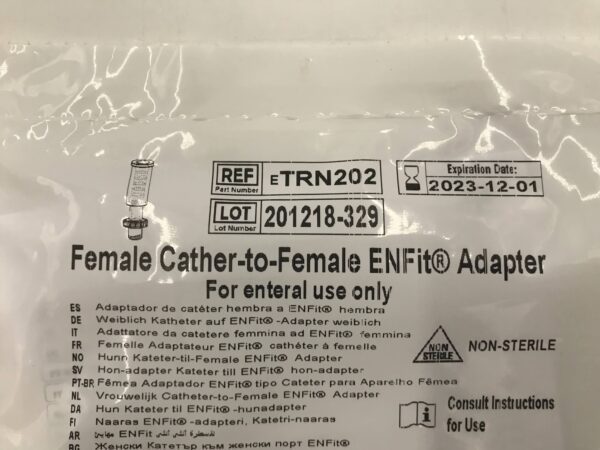 REF
Part Number
eTRN202
Expiration Date:
2023-12-01
LOT
Lot Number
201218-329
Female Cather-to-Female ENFit® Adapter
For enteral use only
ES Adaptador de catéter hembra a ENFit® hembra
DE Weiblich Katheter auf ENFit® -Adapter weiblich
IT Adattatore da catetere femmina ad ENFit® femmina
FR Femelle Adaptateur ENFit® cathéter à femelle
NO Hunn Kateter-til-Female ENFit® Adapter
SV Hon-adapter Kateter till ENFit® hon-adapter
PT-BR Fêmea Adaptador ENFit® tipo Cateter para Aparelho Fêmea
NL Vrouwelijk Catheter-to-Female ENFit® Adapter
DA Hun Kateter til ENFit® -hunadapter
FI Naaras ENFit® -adapteri, Katetri-naaras
AR ENFit
BG Женски Катетър към женски порт ENFit®
NON
STERILE
NON-STERILE
Consult Instructions
for Use